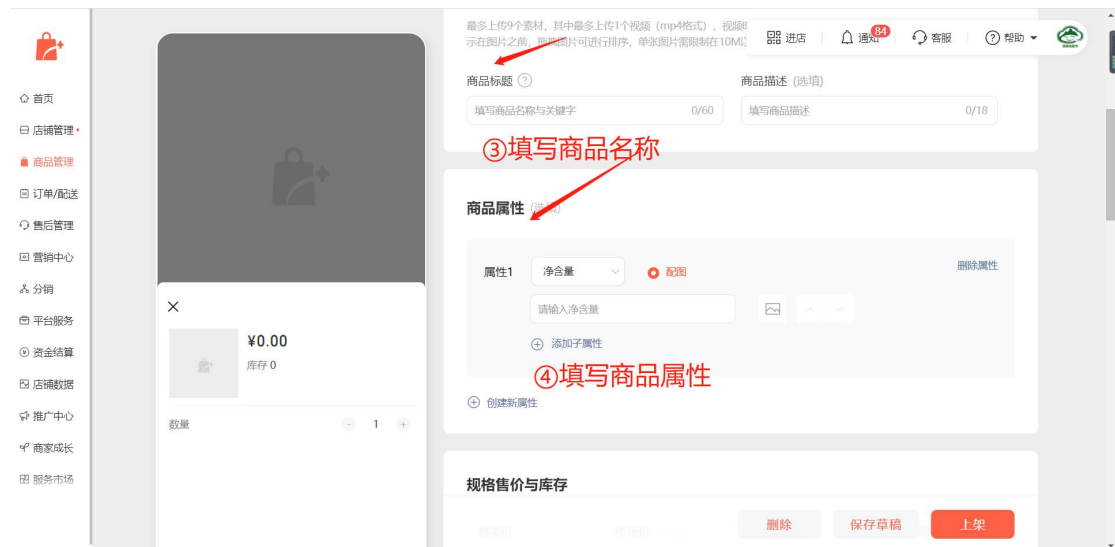 最多上传9个素材，其中最多上传1个视频（mp4格式），视频
示在图片之前，拖拽图片可进行排序，单张图片需限制在10M以
进店
通知
84
客服
帮助
商品标题
商品描述 (选填)
首页
填写商品名称与关键字 0/60
填写商品描述 0/18
店铺管理
③填写商品名称
商品管理
订单/配送
商品属性
售后管理
营销中心
属性1 净含量 配图 删除属性
分销
请输入净含量
平台服务
¥0.00
添加子属性
资金结算
库存 0
④填写商品属性
店铺数据
创建新属性
推广中心
数量 - 1 +
商家成长
服务市场
规格售价与库存
删除 保存草稿 上架